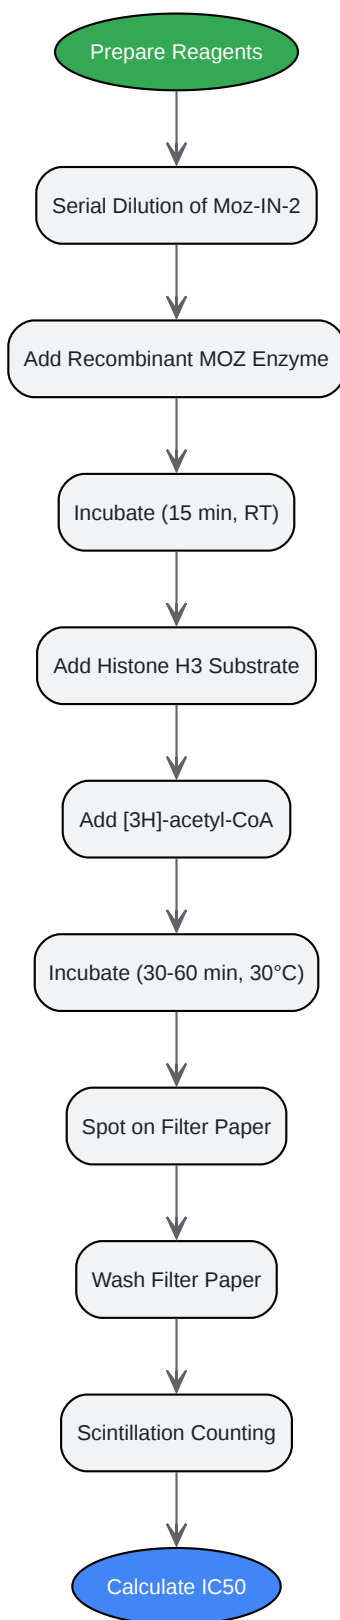 Prepare Reagents
Serial Dilution of Moz-IN-2
Add Recombinant MOZ Enzyme
Incubate (15 min, RT)
Add Histone H3 Substrate
Add [3H]-acetyl-CoA
Incubate (30-60 min, 30°C)
Spot on Filter Paper
Wash Filter Paper
Scintillation Counting
Calculate IC50